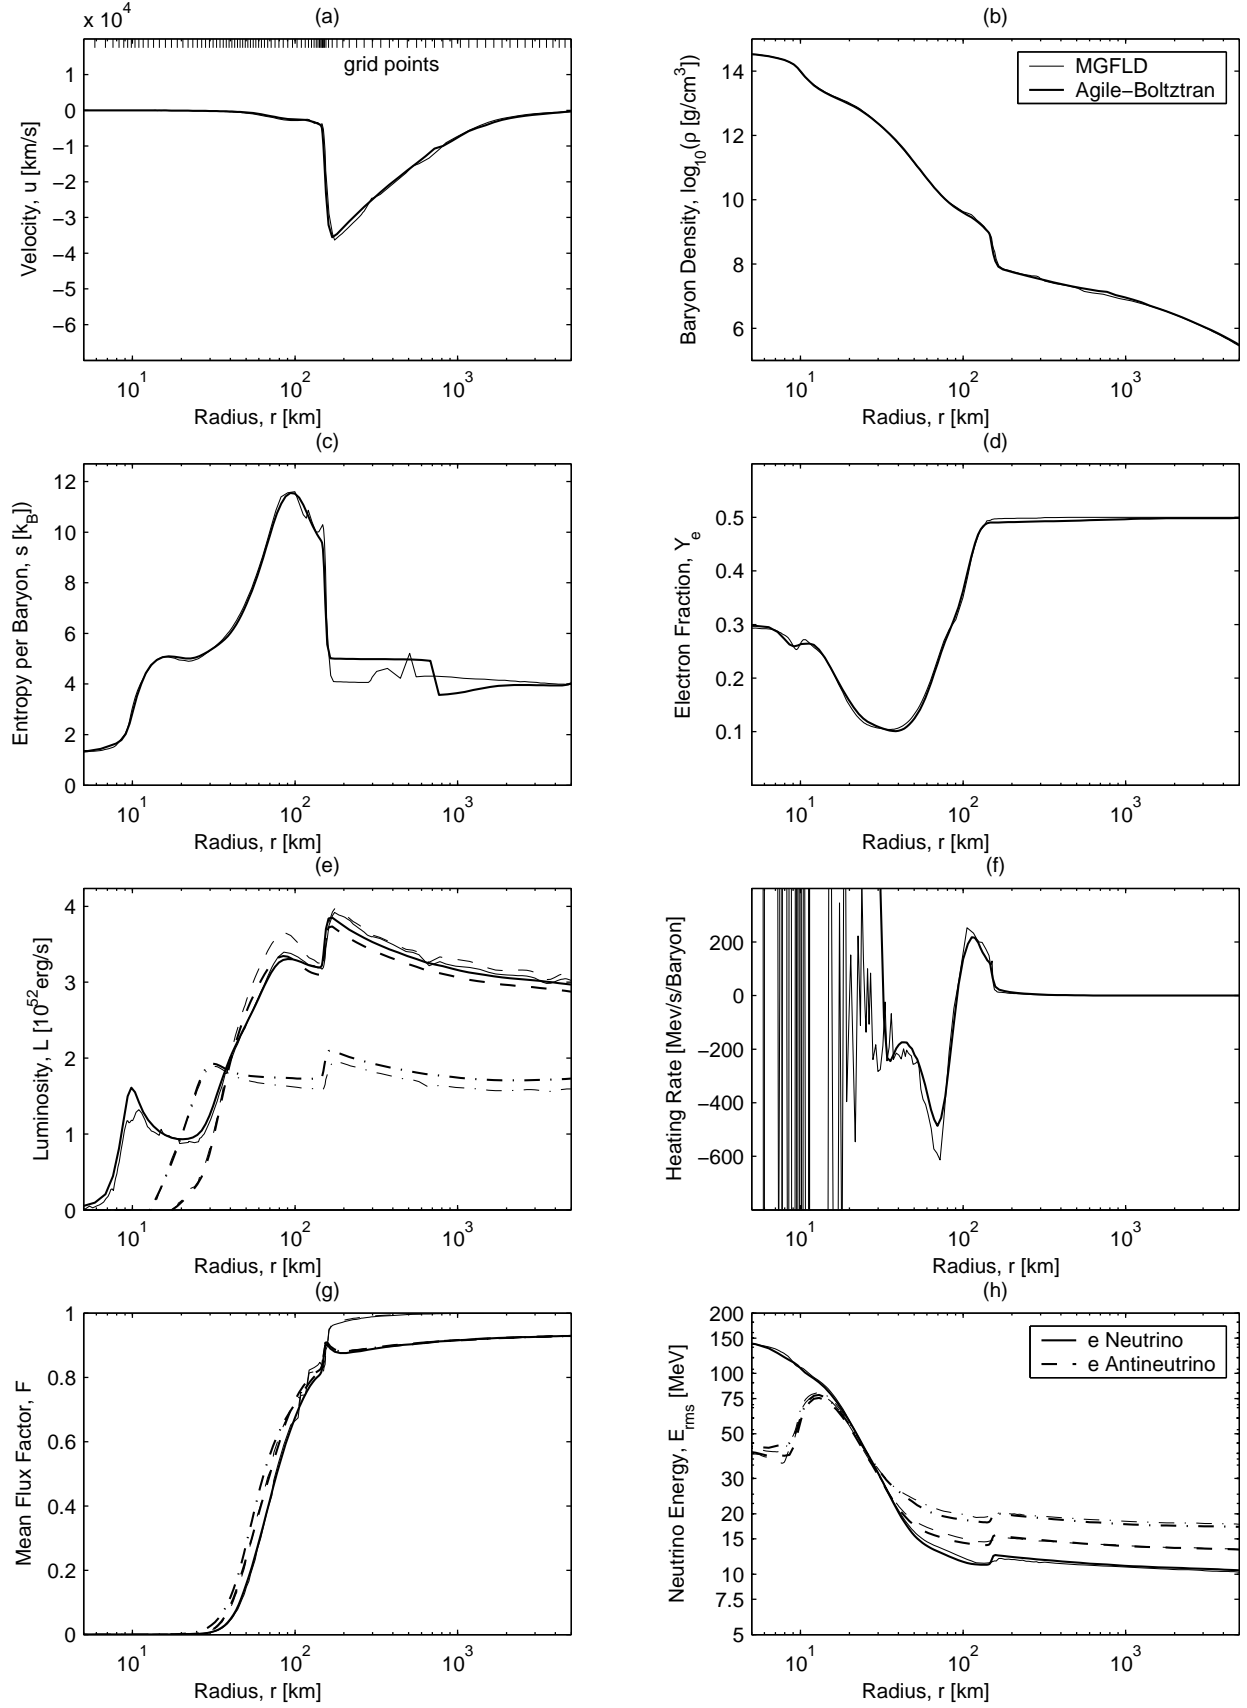 (a)
x 10^4
grid points
1
0
−1
−2
−3
−4
−5
−6
Velocity, u [km/s]
10^1
10^2
10^3
Radius, r [km]
(b)
MGFLD
Agile−Boltztran
14
12
10
8
6
Baryon Density, log_10(ρ [g/cm^3])
10^1
10^2
10^3
Radius, r [km]
(c)
12
10
8
6
4
2
0
Entropy per Baryon, s [k_B])
10^1
10^2
10^3
Radius, r [km]
(d)
0.5
0.4
0.3
0.2
0.1
Electron Fraction, Y_e
10^1
10^2
10^3
Radius, r [km]
(e)
4
3
2
1
0
Luminosity, L [10^52 erg/s]
10^1
10^2
10^3
Radius, r [km]
(f)
200
0
−200
−400
−600
Heating Rate [Mev/s/Baryon]
10^1
10^2
10^3
Radius, r [km]
(g)
1
0.8
0.6
0.4
0.2
0
Mean Flux Factor, F
10^1
10^2
10^3
Radius, r [km]
(h)
e Neutrino
e Antineutrino
200
150
100
75
50
30
20
15
10
7.5
5
Neutrino Energy, E_rms [MeV]
10^1
10^2
10^3
Radius, r [km]